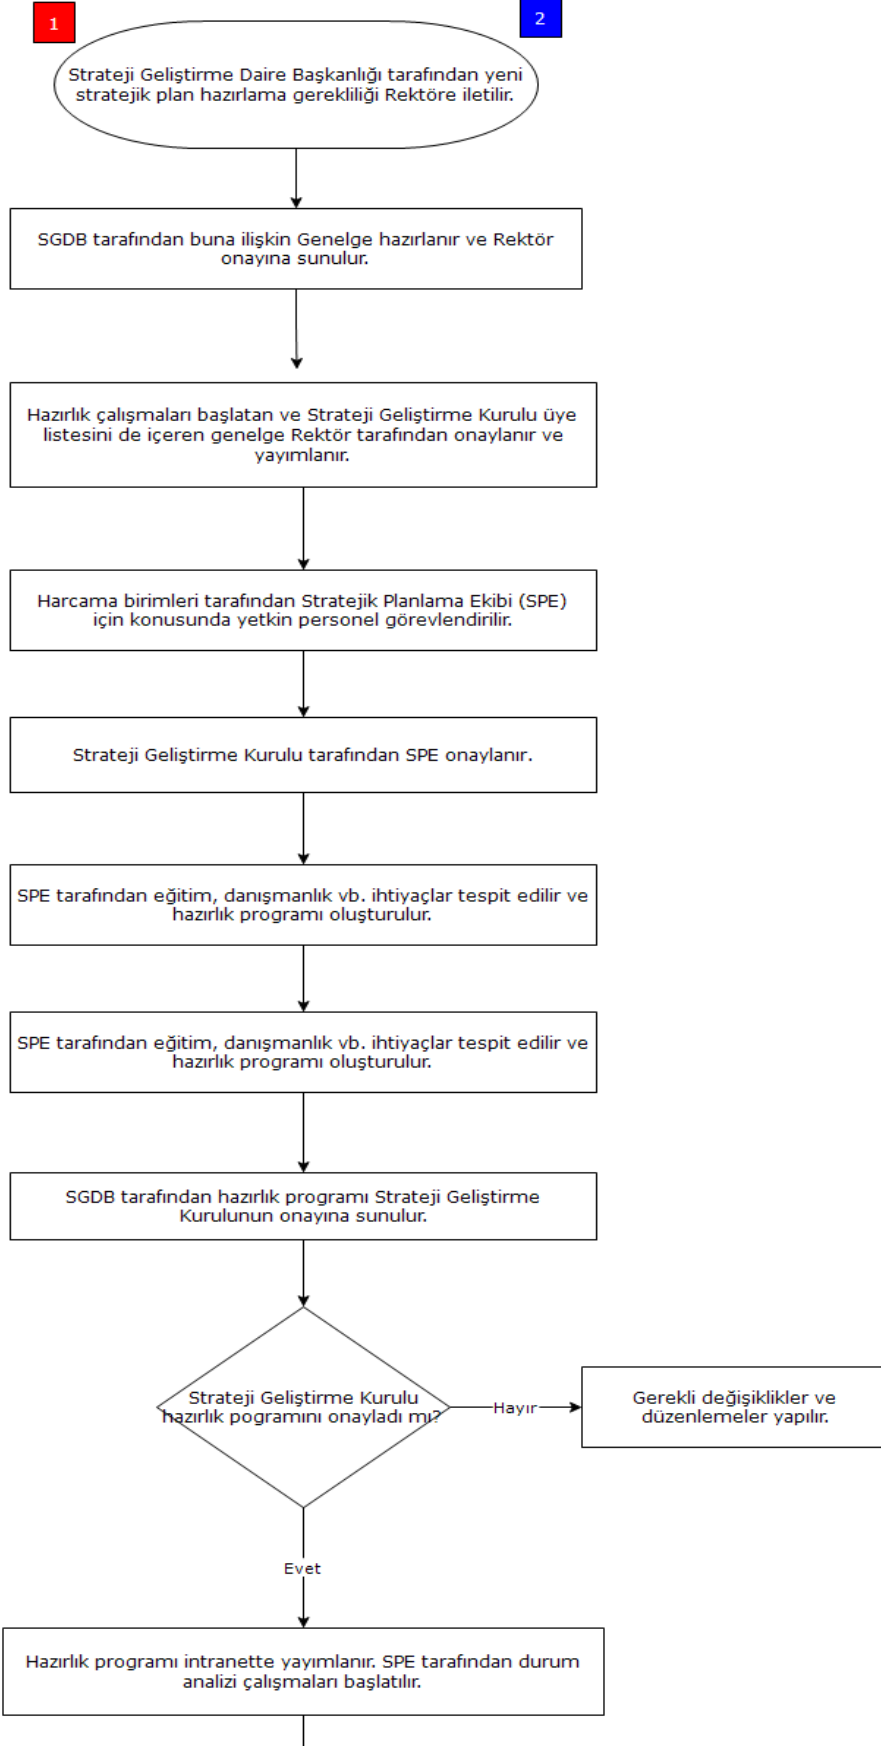 1
2
Strateji Geliştirme Daire Başkanlığı tarafından yeni
stratejik plan hazırlama gerekliliği Rektöre iletilir.
SGDB tarafından buna ilişkin Genelge hazırlanır ve Rektör
onayına sunulur.
Hazırlık çalışmaları başlatan ve Strateji Geliştirme Kurulu üye
listesini de içeren genelge Rektör tarafından onaylanır ve
yayımlanır.
Harcama birimleri tarafından Stratejik Planlama Ekibi (SPE)
için konusunda yetkin personel görevlendirilir.
Strateji Geliştirme Kurulu tarafından SPE onaylanır.
SPE tarafından eğitim, danışmanlık vb. ihtiyaçlar tespit edilir ve
hazırlık programı oluşturulur.
SPE tarafından eğitim, danışmanlık vb. ihtiyaçlar tespit edilir ve
hazırlık programı oluşturulur.
SGDB tarafından hazırlık programı Strateji Geliştirme
Kurulunun onayına sunulur.
Strateji Geliştirme Kurulu
hazırlık pogramını onayladı mı?
Hayır
Gerekli değişiklikler ve
düzenlemeler yapılır.
Evet
Hazırlık programı intranette yayımlanır. SPE tarafından durum
analizi çalışmaları başlatılır.